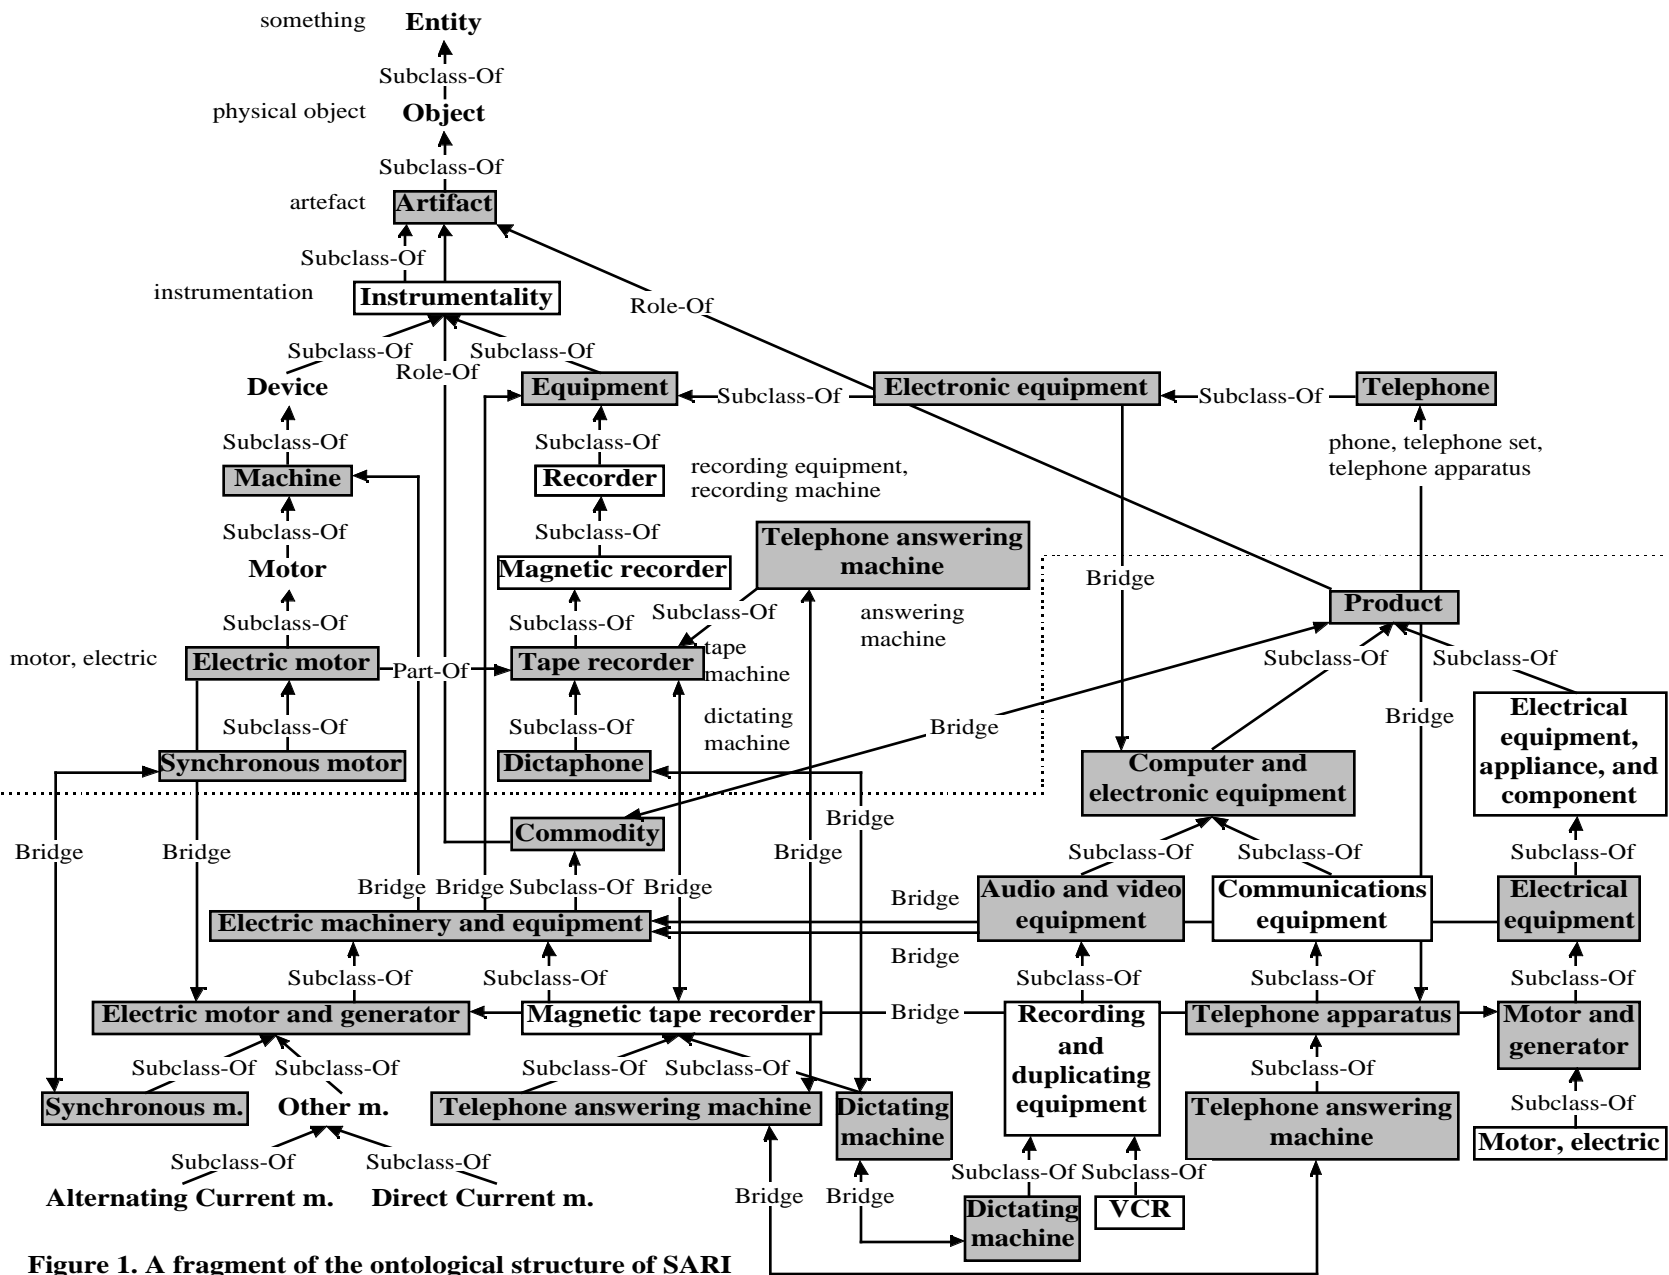 something Entity
Subclass-Of
physical object Object
Subclass-Of
artefact Artifact
Subclass-Of
instrumentation Instrumentality
Role-Of
Subclass-Of Subclass-Of
Role-Of
Device Equipment Subclass-Of Electronic equipment Subclass-Of Telephone
Subclass-Of Subclass-Of phone, telephone set,
telephone apparatus
Machine Recorder recording equipment,
recording machine
Subclass-Of Subclass-Of Telephone answering
machine
Motor Magnetic recorder Bridge
Product
Subclass-Of Subclass-Of Subclass-Of answering
machine
motor, electric Electric motor Part-Of Tape recorder tape
machine
Subclass-Of Subclass-Of
Subclass-Of Subclass-Of dictating
machine
Bridge Bridge Electrical
equipment,
appliance, and
component
Synchronous motor Dictaphone Computer and
electronic equipment
Commodity Bridge
Bridge Bridge Bridge Subclass-Of Subclass-Of Subclass-Of
Bridge Bridge Subclass-Of Bridge Bridge Audio and video
equipment
Communications
equipment
Electrical
equipment
Electric machinery and equipment
Bridge
Subclass-Of Subclass-Of Subclass-Of Subclass-Of Subclass-Of
Electric motor and generator Magnetic tape recorder Bridge Recording
and
duplicating
equipment
Telephone apparatus Motor and
generator
Subclass-Of Subclass-Of Subclass-Of Subclass-Of Subclass-Of
Subclass-Of
Synchronous m. Other m. Telephone answering machine Dictating
machine
Telephone answering
machine
Motor, electric
Subclass-Of Subclass-Of Subclass-Of Subclass-Of
Alternating Current m. Direct Current m. Bridge Bridge Dictating
machine
VCR
Figure 1. A fragment of the ontological structure of SARI